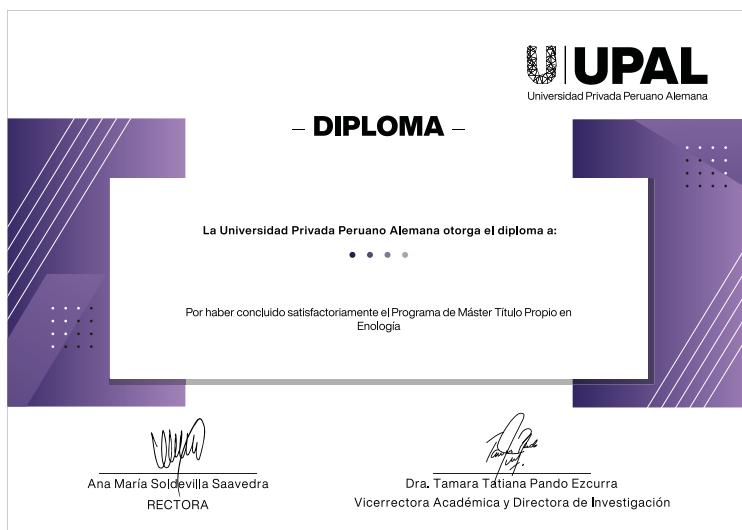 UPAL
Universidad Privada Peruano Alemana
– DIPLOMA –
La Universidad Privada Peruano Alemana otorga el diploma a:
Por haber concluido satisfactoriamente el Programa de Máster Título Propio en
Enología
Ana María Soldevilla Saavedra
RECTORA
Dra. Tamara Tatiana Pando Ezcurra
Vicerrectora Académica y Directora de Investigación